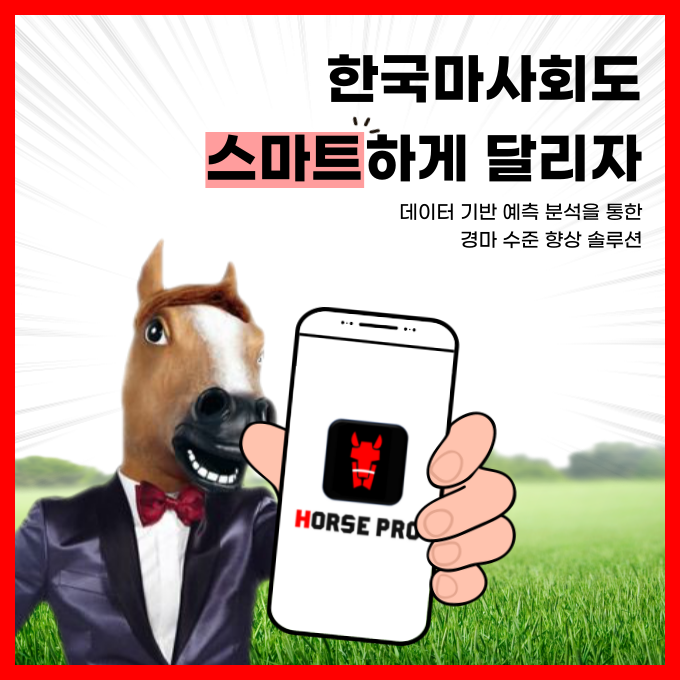 한국마사회도
스마트하게 달리자
데이터 기반 예측 분석을 통한
경마 수준 향상 솔루션
HORSE PRO